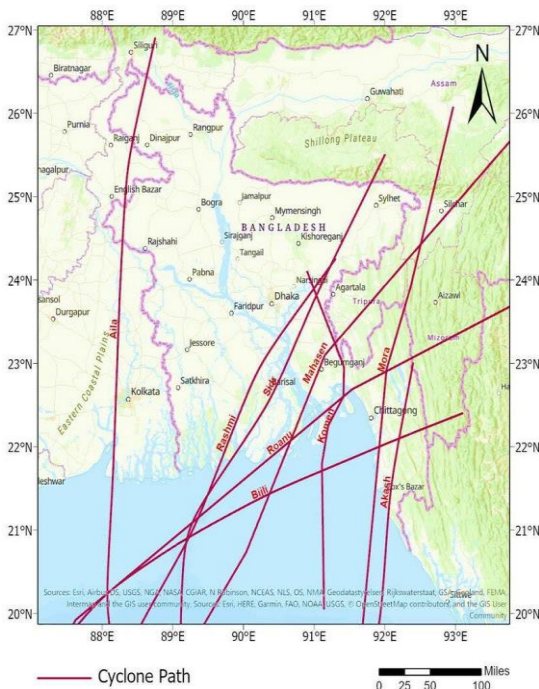 88°E 89°E 90°E 91°E 92°E 93°E
27°N 27°N
N
Siliguri
Biratnagar
Assam
Guwahati
26°N 26°N
Purnia
Rangpur
Raiganj Dinajpur
Shillong Plateau
nagalpur
English Bazar
25°N 25°N
Bogra
Jamalpur
Mymensingh
Sylhet
Silchar
BANGLADESH
Rajshahi
Sirajganj
Kishoreganj
Tangail
24°N 24°N
Pabna
Narsingdi
Agartala
Tripura
Aizawl
sansol
Durgapur
Faridpur
Dhaka
Aila
Jessore
Mizoram
23°N 23°N
Eastern Coastal Plains
Kolkata
Satkhira
Sidr
Barisal
Mahasen
Begumganj
Mora
Ha
Rashmi
Roanu
Komen
Chittagong
22°N 22°N
leshwar
Bijli
Akash
Cox's Bazar
21°N 21°N
Sources: Esri, Airbus DS, USGS, NGA, NASA, CGIAR, N Robinson, NCEAS, NLS, OS, NMA, Geodatastyrelsen, Rijkswaterstaat, GSA, Geoland, FEMA,
Intermap and the GIS user community, Sources: Esri, HERE, Garmin, FAO, NOAA, USGS, © OpenStreetMap contributors, and the GIS User
Community
Sittwe
20°N 20°N
88°E 89°E 90°E 91°E 92°E 93°E
Cyclone Path
Miles
0 25 50 100